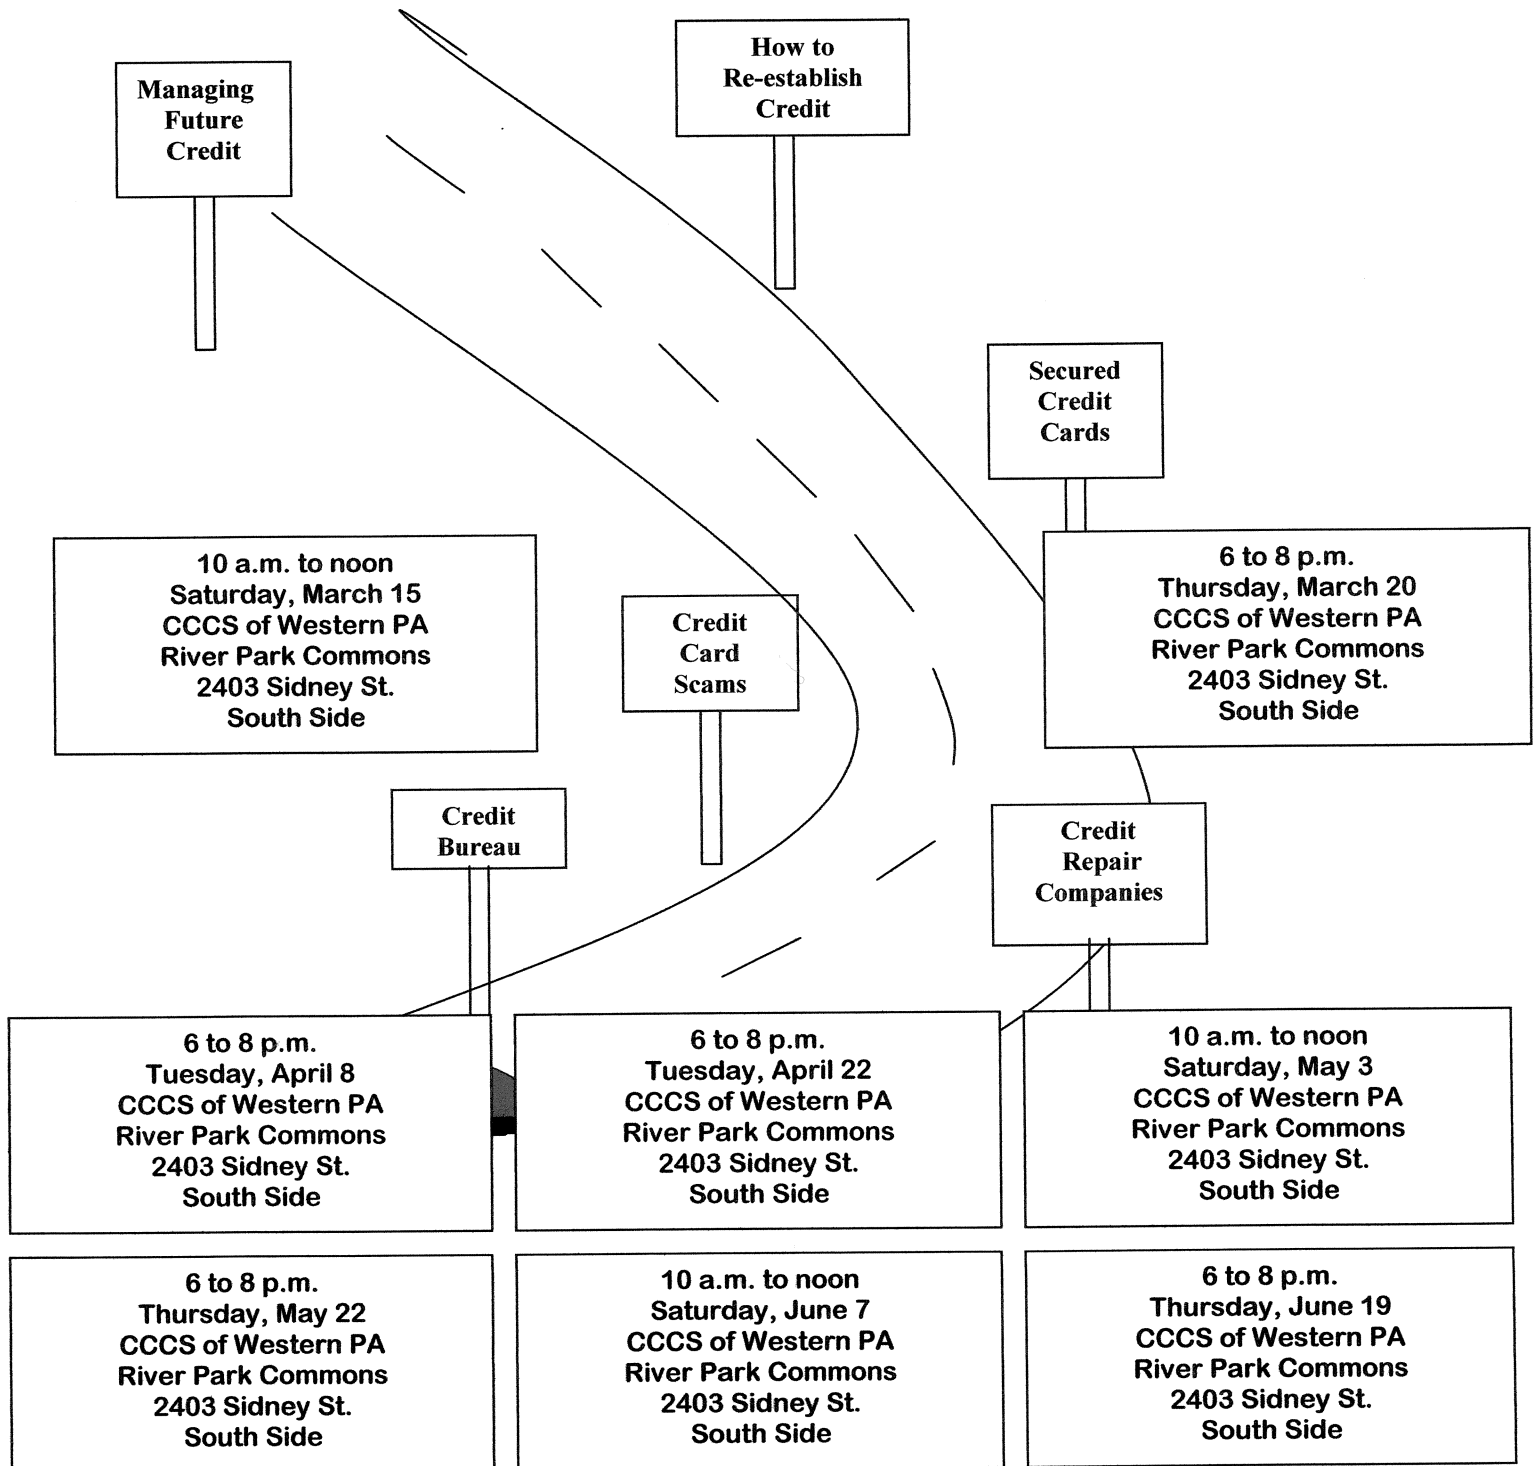 Managing
Future
Credit
How to
Re-establish
Credit
Secured
Credit
Cards
10 a.m. to noon
Saturday, March 15
CCCS of Western PA
River Park Commons
2403 Sidney St.
South Side
Credit
Card
Scams
6 to 8 p.m.
Thursday, March 20
CCCS of Western PA
River Park Commons
2403 Sidney St.
South Side
Credit
Bureau
Credit
Repair
Companies
6 to 8 p.m.
Tuesday, April 8
CCCS of Western PA
River Park Commons
2403 Sidney St.
South Side
6 to 8 p.m.
Tuesday, April 22
CCCS of Western PA
River Park Commons
2403 Sidney St.
South Side
10 a.m. to noon
Saturday, May 3
CCCS of Western PA
River Park Commons
2403 Sidney St.
South Side
6 to 8 p.m.
Thursday, May 22
CCCS of Western PA
River Park Commons
2403 Sidney St.
South Side
10 a.m. to noon
Saturday, June 7
CCCS of Western PA
River Park Commons
2403 Sidney St.
South Side
6 to 8 p.m.
Thursday, June 19
CCCS of Western PA
River Park Commons
2403 Sidney St.
South Side